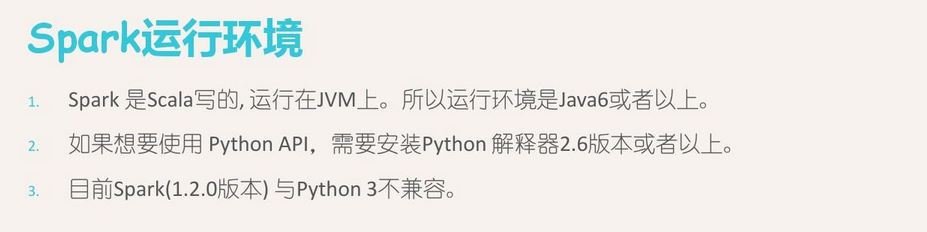 Spark运行环境
1. Spark 是Scala写的, 运行在JVM上。所以运行环境是Java6或者以上。
2. 如果想要使用 Python API，需要安装Python 解释器2.6版本或者以上。
3. 目前Spark(1.2.0版本) 与Python 3不兼容。